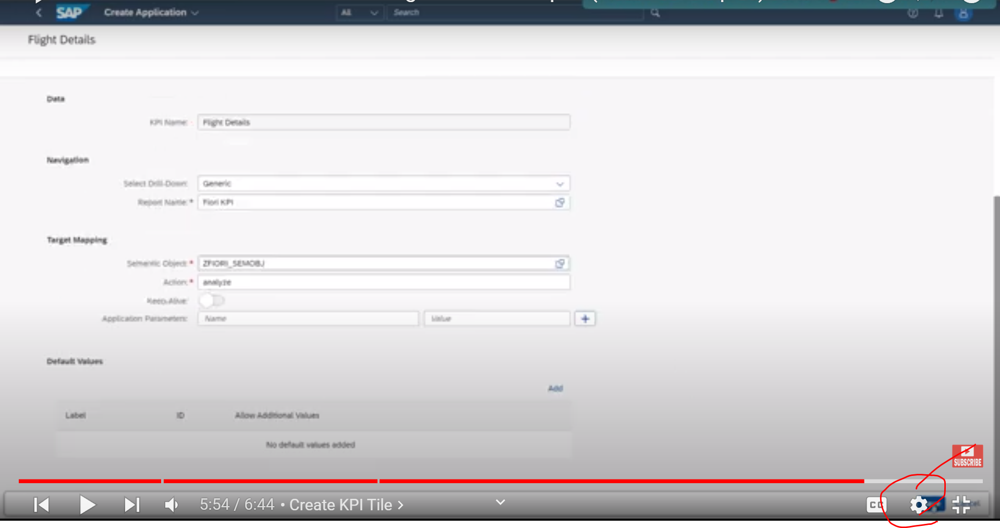 SAP Create Application All Search
Flight Details
Data
KPI Name: Flight Details
Navigation
Select Drill-Down: Generic
Report Name: * Fiori KPI
Target Mapping
Semantic Object: * ZFIORI_SEMOBJ
Action: * analyze
Keep-Alive:
Application Parameters: Name Value +
Default Values
Add
Label ID Allow Additional Values
No default values added
SUBSCRIBE
5:54 / 6:44 • Create KPI Tile >
CC